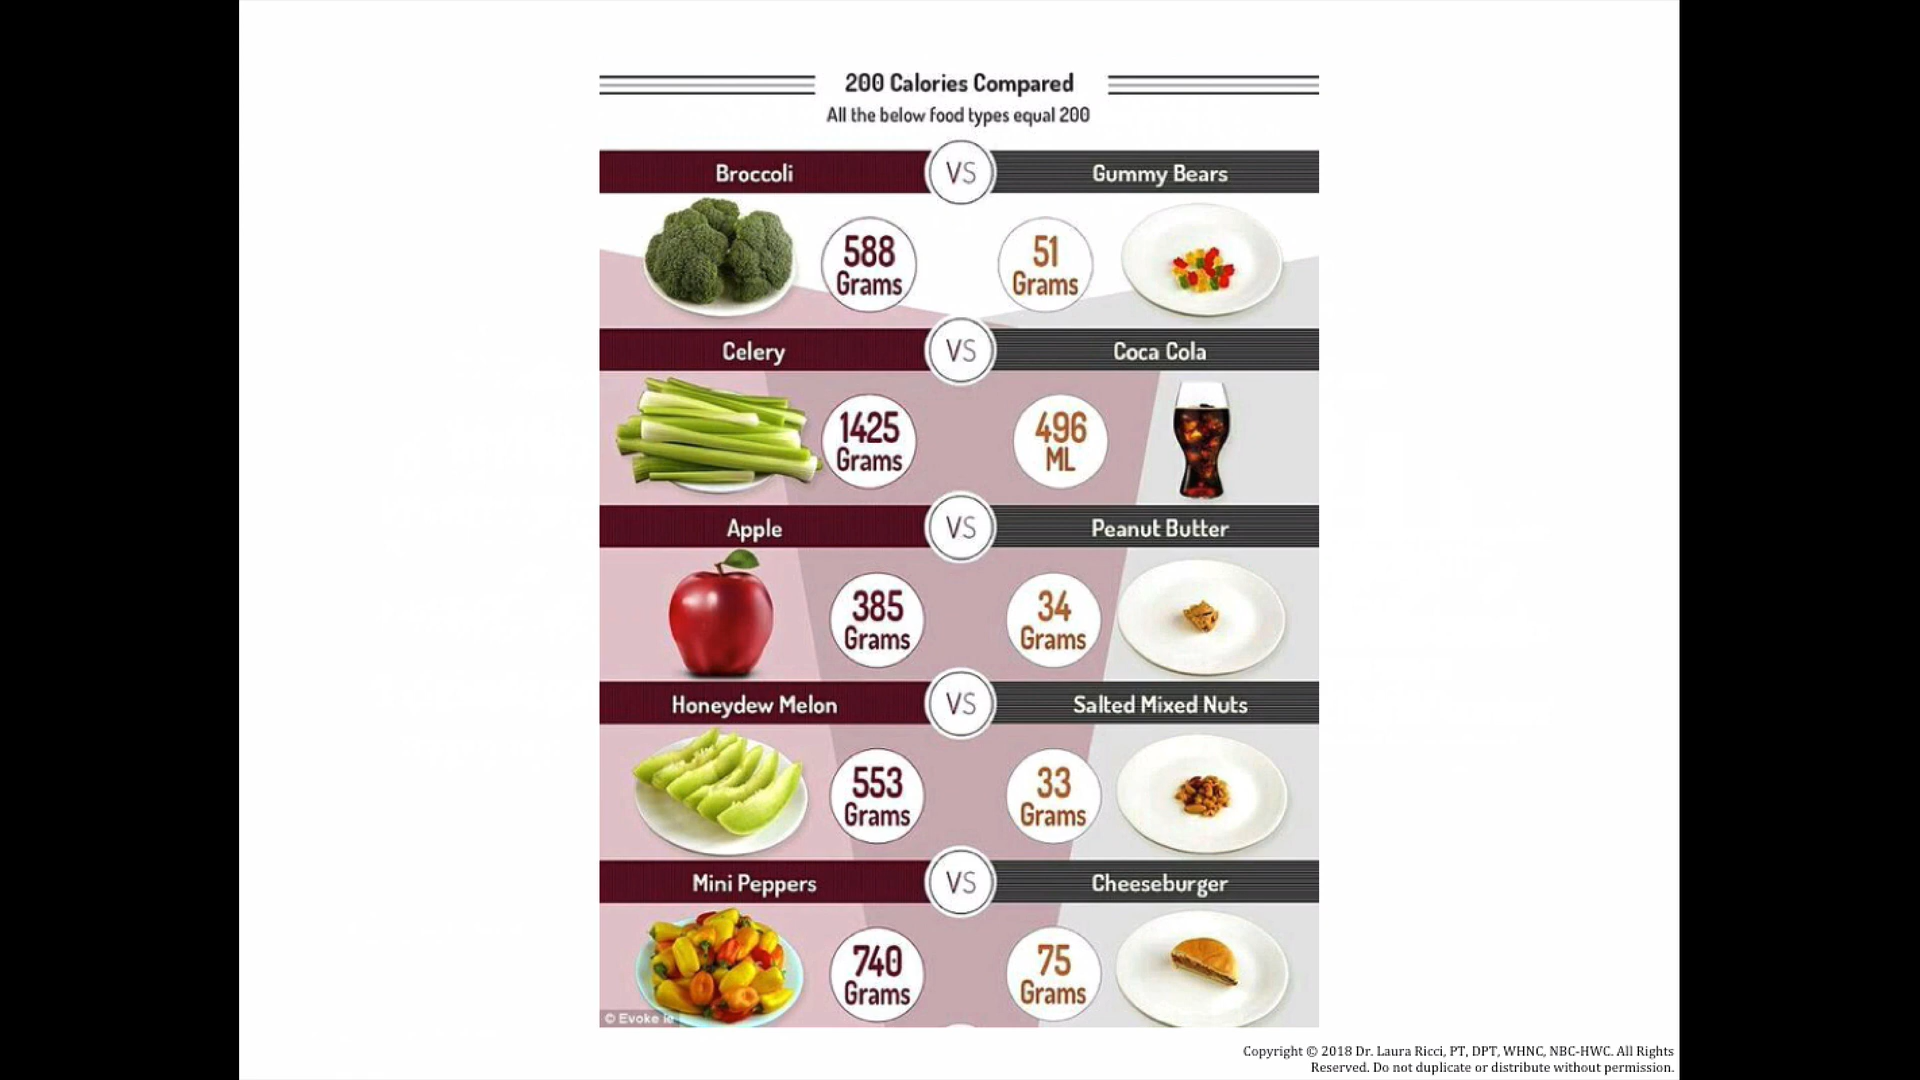 200 Calories Compared
All the below food types equal 200
Broccoli VS Gummy Bears
588 Grams
51 Grams
Celery VS Coca Cola
1425 Grams
496 ML
Apple VS Peanut Butter
385 Grams
34 Grams
Honeydew Melon VS Salted Mixed Nuts
553 Grams
33 Grams
Mini Peppers VS Cheeseburger
740 Grams
75 Grams
© Evoke ie
Copyright © 2018 Dr. Laura Ricci, PT, DPT, WHNC, NBC-HWC. All Rights
Reserved. Do not duplicate or distribute without permission.